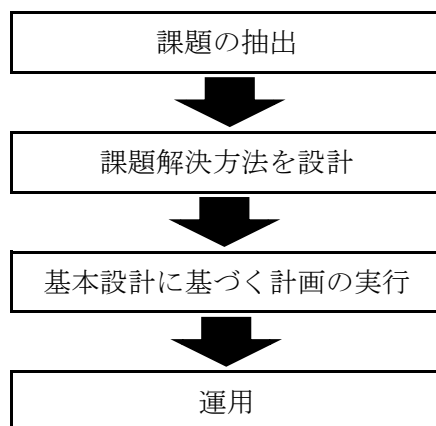 課題の抽出
課題解決方法を設計
基本設計に基づく計画の実行
運用